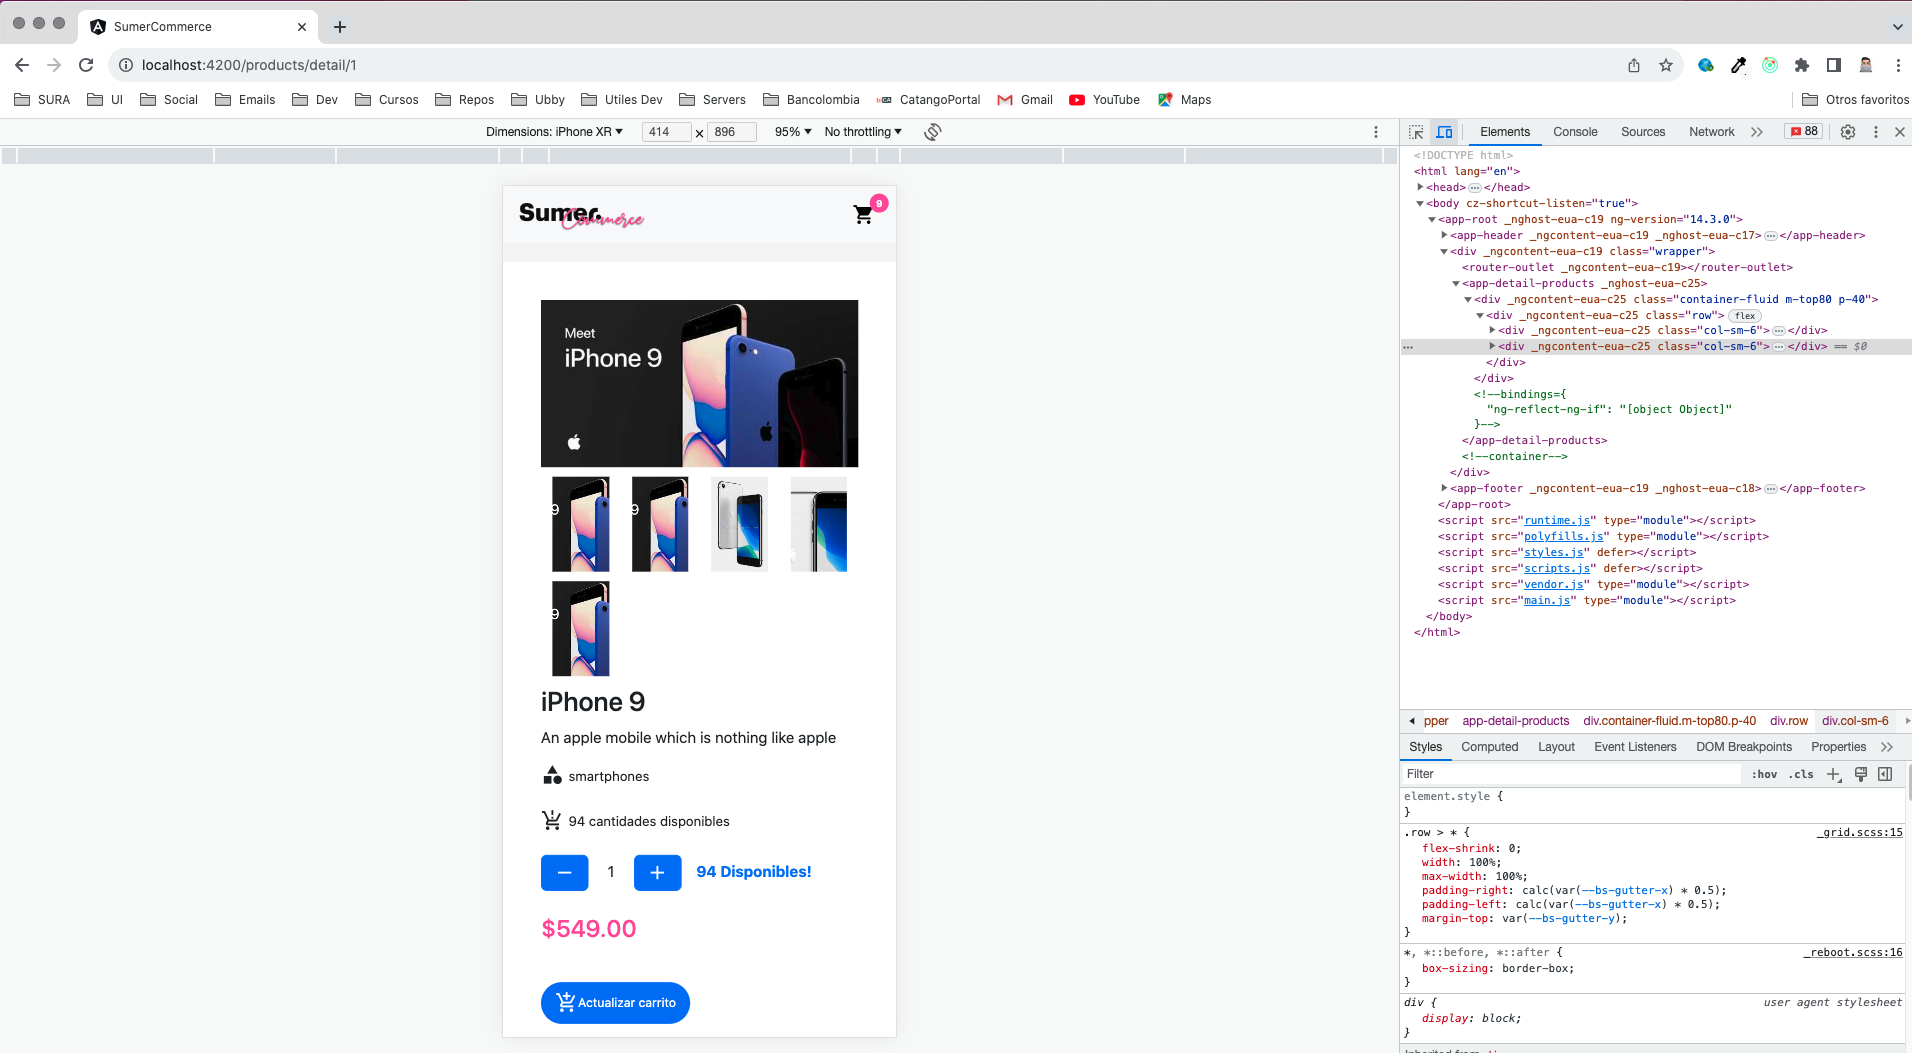 SumerCommerce
localhost:4200/products/detail/1
SURA UI Social Emails Dev Cursos Repos Ubby Utiles Dev Servers Bancolombia CatangoPortal Gmail YouTube Maps Otros favoritos
Dimensions: iPhone XR 414 × 896 95% No throttling
Elements Console Sources Network 88
Sumer.
Commerce
9
Meet
iPhone 9
9
9
9
iPhone 9
An apple mobile which is nothing like apple
smartphones
94 cantidades disponibles
1 94 Disponibles!
$549.00
Actualizar carrito
<!DOCTYPE html>
<html lang="en">
<head>…</head>
<body cz-shortcut-listen="true">
<app-root _nghost-eua-c19 ng-version="14.3.0">
<app-header _ngcontent-eua-c19 _nghost-eua-c17>…</app-header>
<div _ngcontent-eua-c19 class="wrapper">
<router-outlet _ngcontent-eua-c19></router-outlet>
<app-detail-products _nghost-eua-c25>
<div _ngcontent-eua-c25 class="container-fluid m-top80 p-40">
<div _ngcontent-eua-c25 class="row"> flex
<div _ngcontent-eua-c25 class="col-sm-6">…</div>
… <div _ngcontent-eua-c25 class="col-sm-6">…</div> == $0
</div>
</div>
<!--bindings={
"ng-reflect-ng-if": "[object Object]"
}-->
</app-detail-products>
<!--container-->
</div>
<app-footer _ngcontent-eua-c19 _nghost-eua-c18>…</app-footer>
</app-root>
<script src="runtime.js" type="module"></script>
<script src="polyfills.js" type="module"></script>
<script src="styles.js" defer></script>
<script src="scripts.js" defer></script>
<script src="vendor.js" type="module"></script>
<script src="main.js" type="module"></script>
</body>
</html>
pper app-detail-products div.container-fluid.m-top80.p-40 div.row div.col-sm-6
Styles Computed Layout Event Listeners DOM Breakpoints Properties
Filter :hov .cls
element.style {
}
.row > * { _grid.scss:15
flex-shrink: 0;
width: 100%;
max-width: 100%;
padding-right: calc(var(--bs-gutter-x) * 0.5);
padding-left: calc(var(--bs-gutter-x) * 0.5);
margin-top: var(--bs-gutter-y);
}
*, *::before, *::after { _reboot.scss:16
box-sizing: border-box;
}
div { user agent stylesheet
display: block;
}